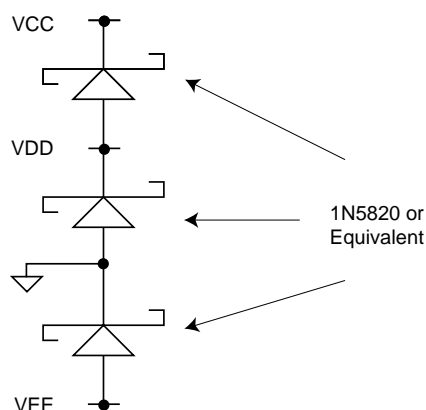 VCC
VDD
1N5820 or
Equivalent
VEE